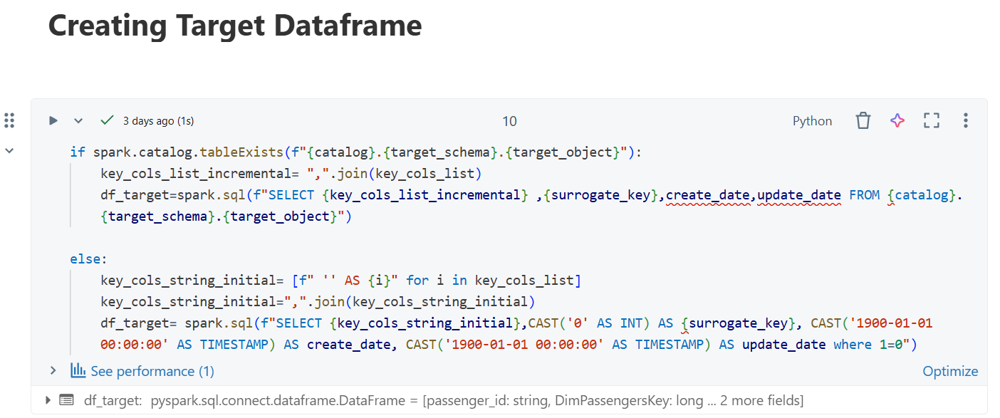 Creating Target Dataframe
3 days ago (1s)
10
Python
if spark.catalog.tableExists(f"{catalog}.{target_schema}.{target_object}"):
key_cols_list_incremental= ",".join(key_cols_list)
df_target=spark.sql(f"SELECT {key_cols_list_incremental} ,{surrogate_key},create_date,update_date FROM {catalog}.
{target_schema}.{target_object}")
else:
key_cols_string_initial= [f" '' AS {i}" for i in key_cols_list]
key_cols_string_initial=",".join(key_cols_string_initial)
df_target= spark.sql(f"SELECT {key_cols_string_initial},CAST('0' AS INT) AS {surrogate_key}, CAST('1900-01-01
00:00:00' AS TIMESTAMP) AS create_date, CAST('1900-01-01 00:00:00' AS TIMESTAMP) AS update_date where 1=0")
See performance (1)
Optimize
df_target: pyspark.sql.connect.dataframe.DataFrame = [passenger_id: string, DimPassengersKey: long ... 2 more fields]